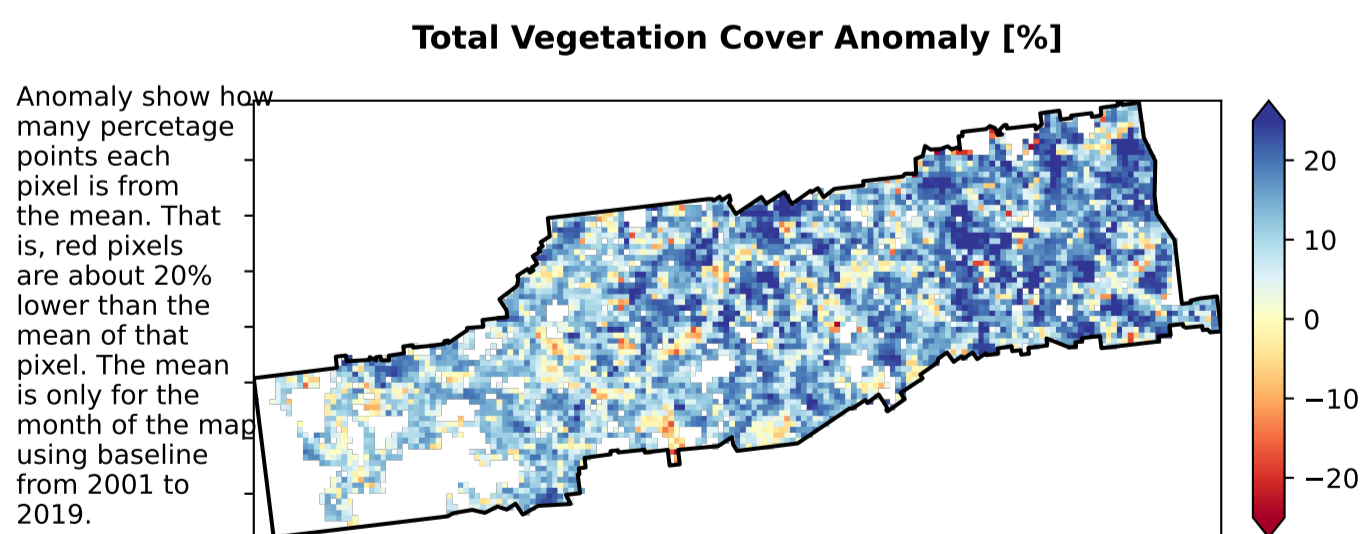 Total Vegetation Cover Anomaly [%]
Anomaly show how
many percetage
points each
pixel is from
the mean. That
is, red pixels
are about 20%
lower than the
mean of that
pixel. The mean
is only for the
month of the map
using baseline
from 2001 to
2019.
20
10
0
−10
−20